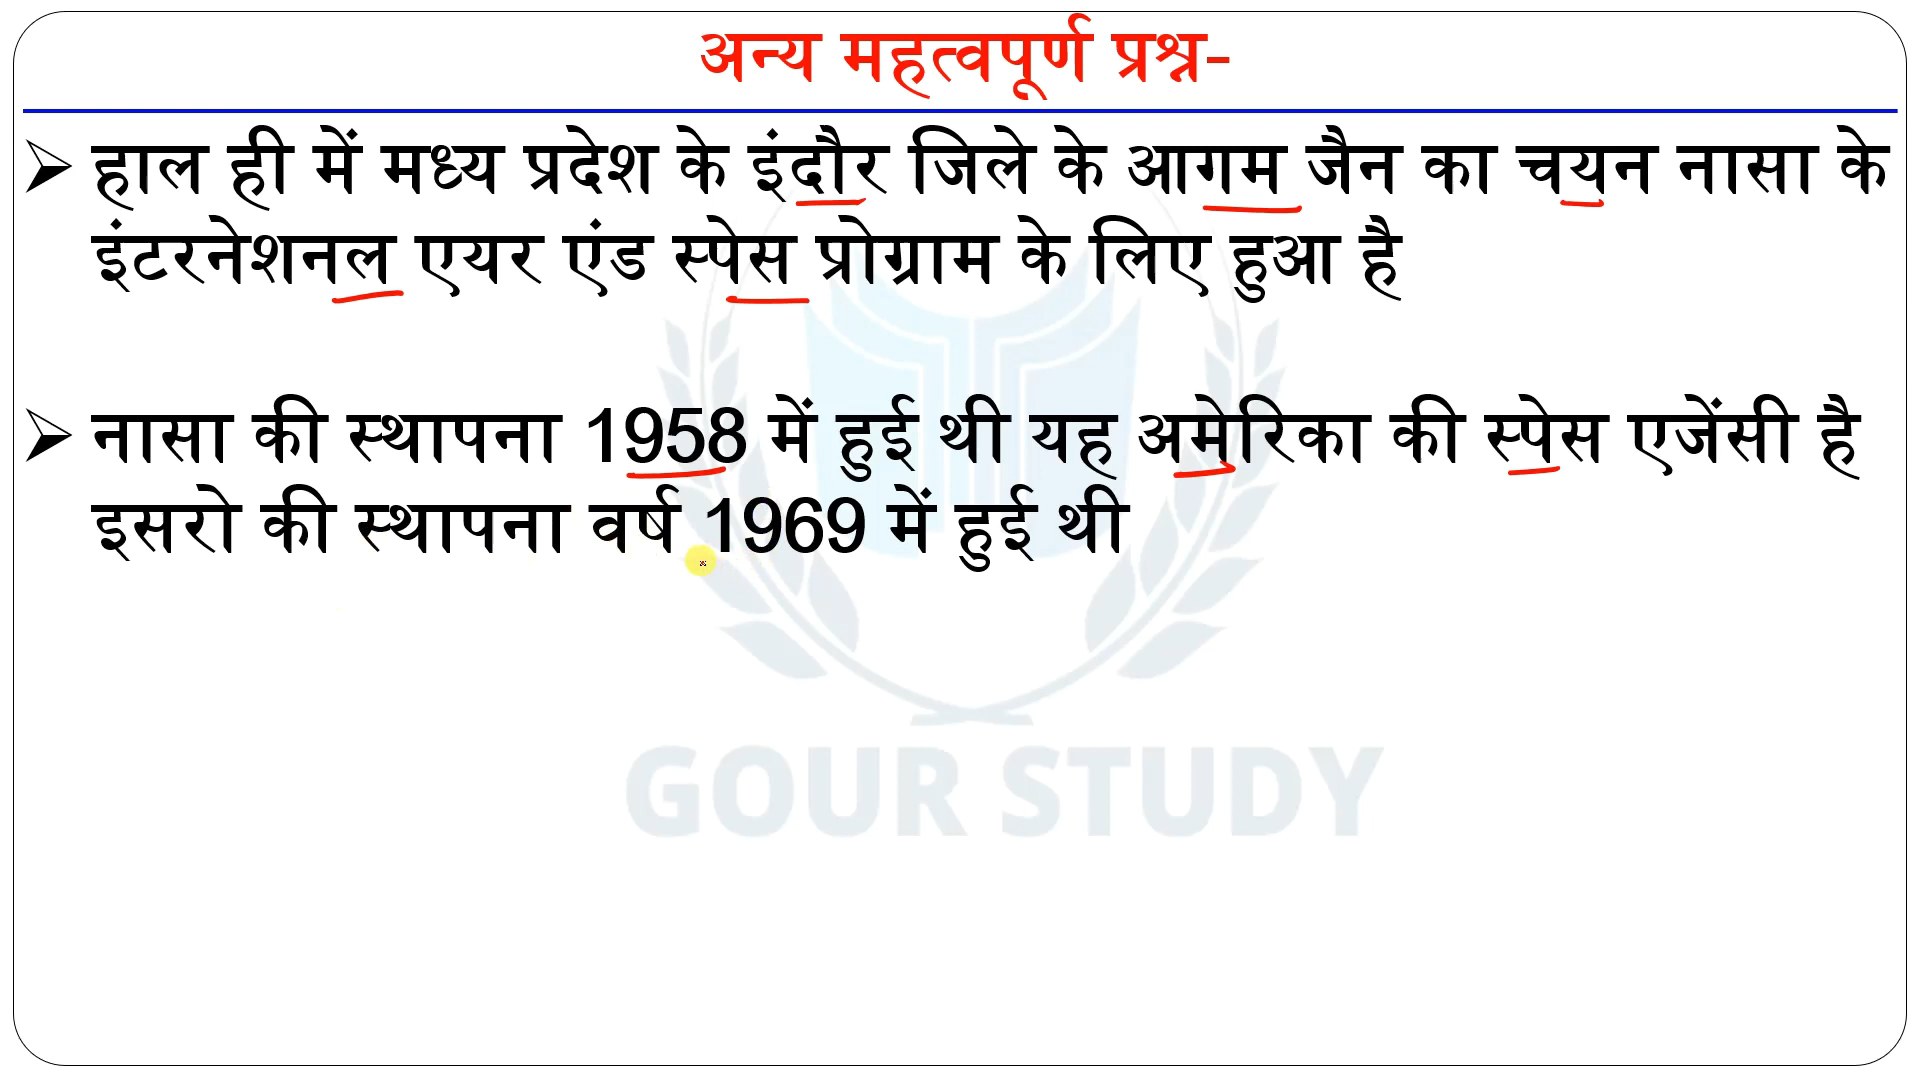 अन्य महत्वपूर्ण प्रश्न-
➢ हाल ही में मध्य प्रदेश के इंदौर जिले के आगम जैन का चयन नासा के
इंटरनेशनल एयर एंड स्पेस प्रोग्राम के लिए हुआ है
➢ नासा की स्थापना 1958 में हुई थी यह अमेरिका की स्पेस एजेंसी है
इसरो की स्थापना वर्ष 1969 में हुई थी
GOUR STUDY